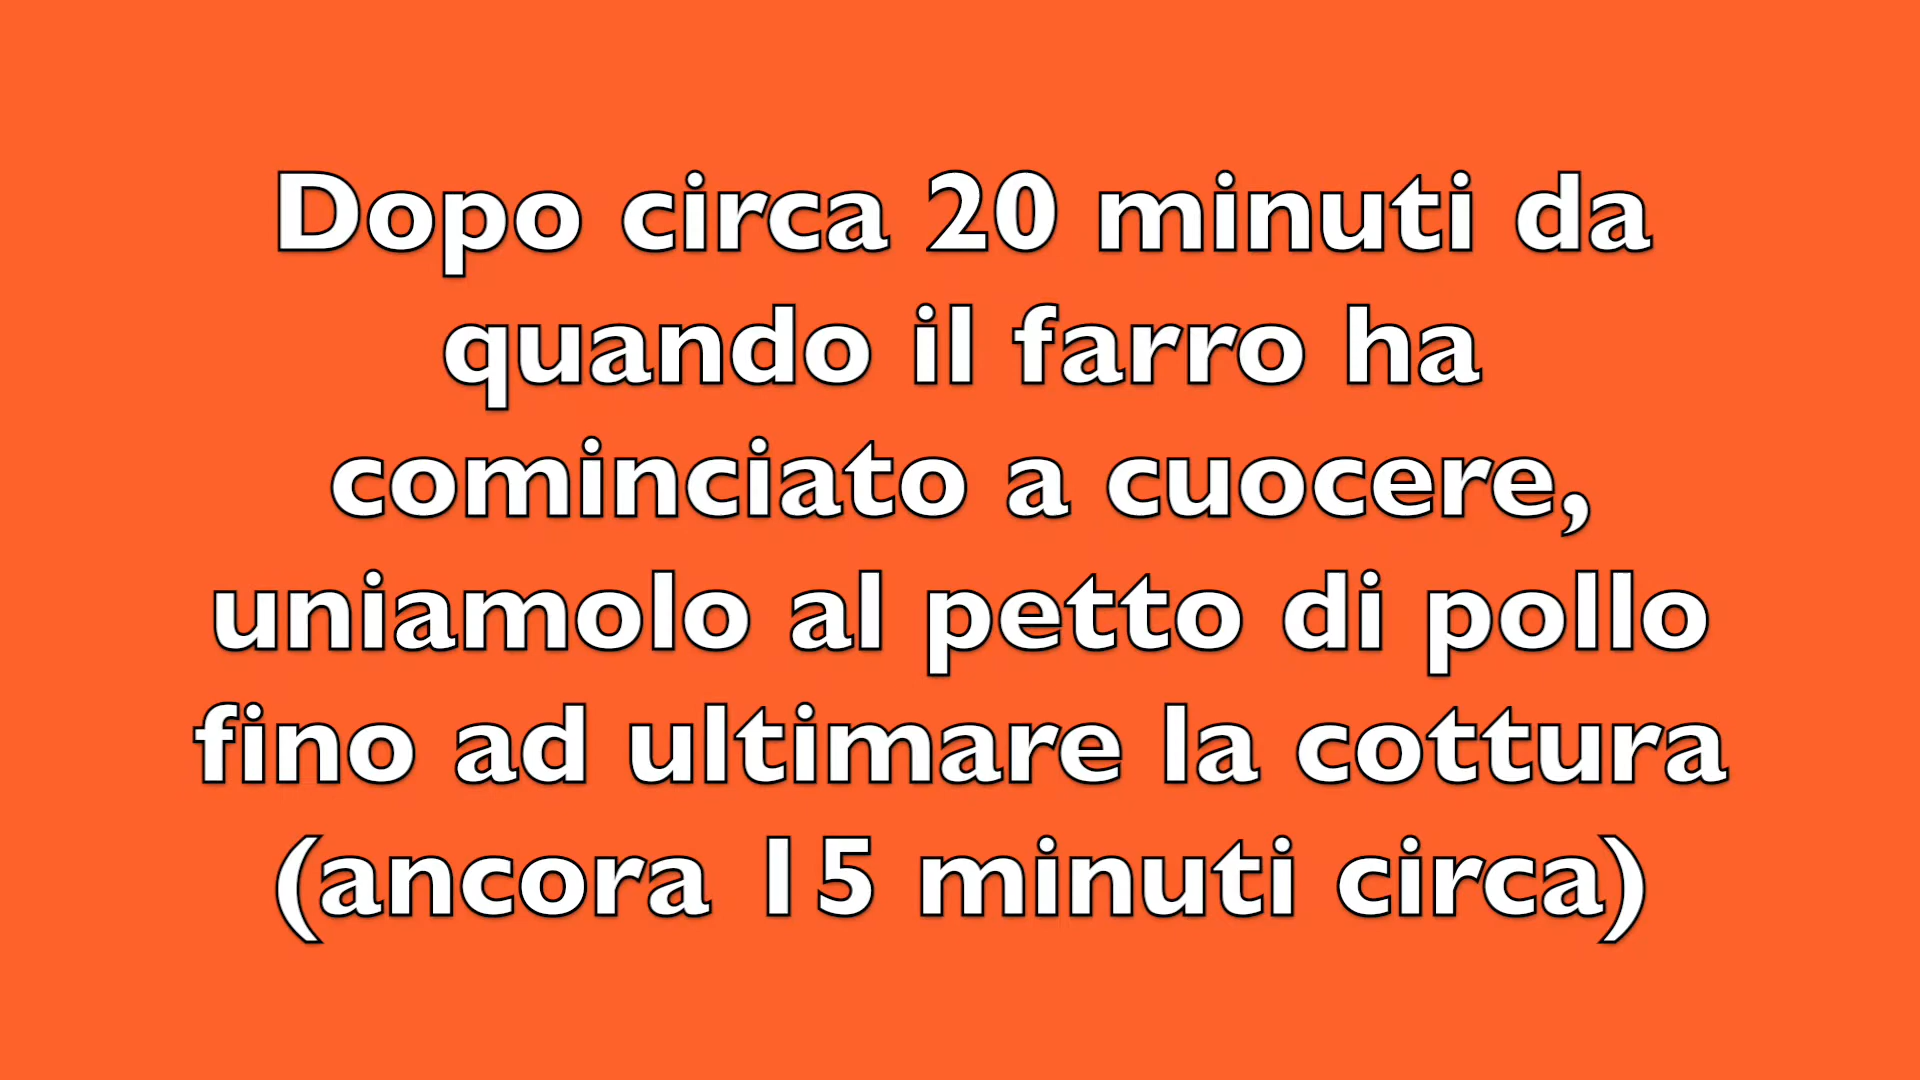 Dopo circa 20 minuti da
quando il farro ha
cominciato a cuocere,
uniamolo al petto di pollo
fino ad ultimare la cottura
(ancora 15 minuti circa)